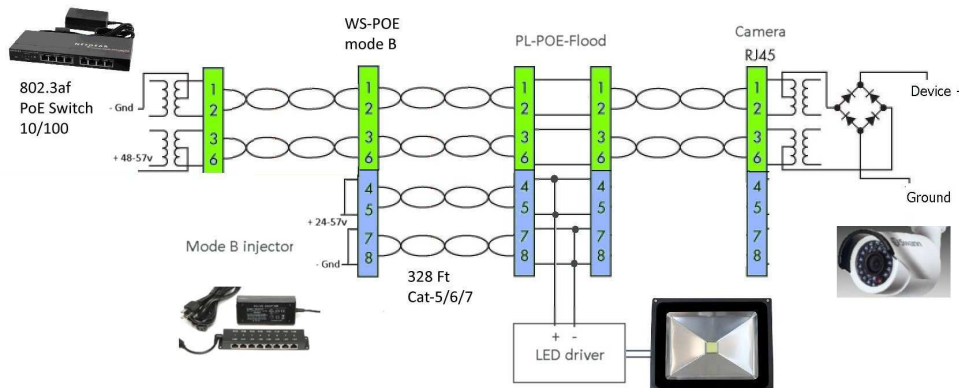 NETGEAR
802.3af
PoE Switch
10/100
- Gnd
+ 48-57v
1
2
3
6
WS-POE
mode B
1
2
3
6
4
5
7
8
+ 24-57v
- Gnd
Mode B injector
328 Ft
Cat-5/6/7
PL-POE-Flood
1
2
3
6
4
5
7
8
1
2
3
6
4
5
7
8
+ -
LED driver
Camera
RJ45
1
2
3
6
4
5
7
8
Device +
Ground